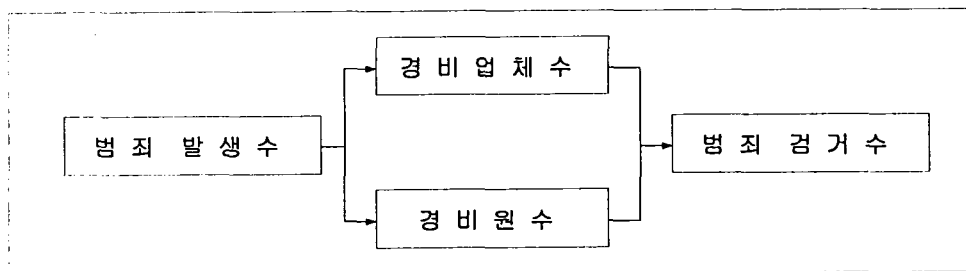 경 비 업 체 수
범 죄 발 생 수
범 죄 검 거 수
경 비 원 수